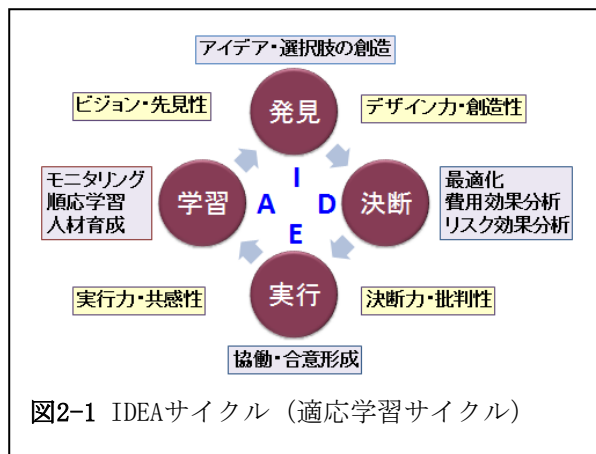 アイデア・選択肢の創造
ビジョン・先見性
発見
デザイン力・創造性
モニタリング
順応学習
人材育成
学習
I
A
D
E
決断
最適化
費用効果分析
リスク効果分析
実行力・共感性
実行
決断力・批判性
協働・合意形成
図2-1 IDEAサイクル（適応学習サイクル）